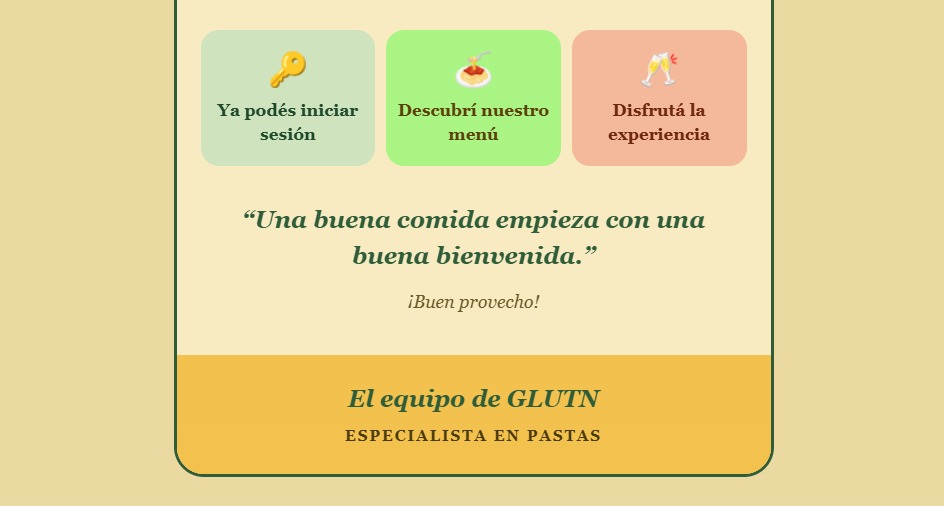 Ya podés iniciar
sesión
Descubrí nuestro
menú
Disfrutá la
experiencia
“Una buena comida empieza con una
buena bienvenida.”
¡Buen provecho!
El equipo de GLUTN
ESPECIALISTA EN PASTAS